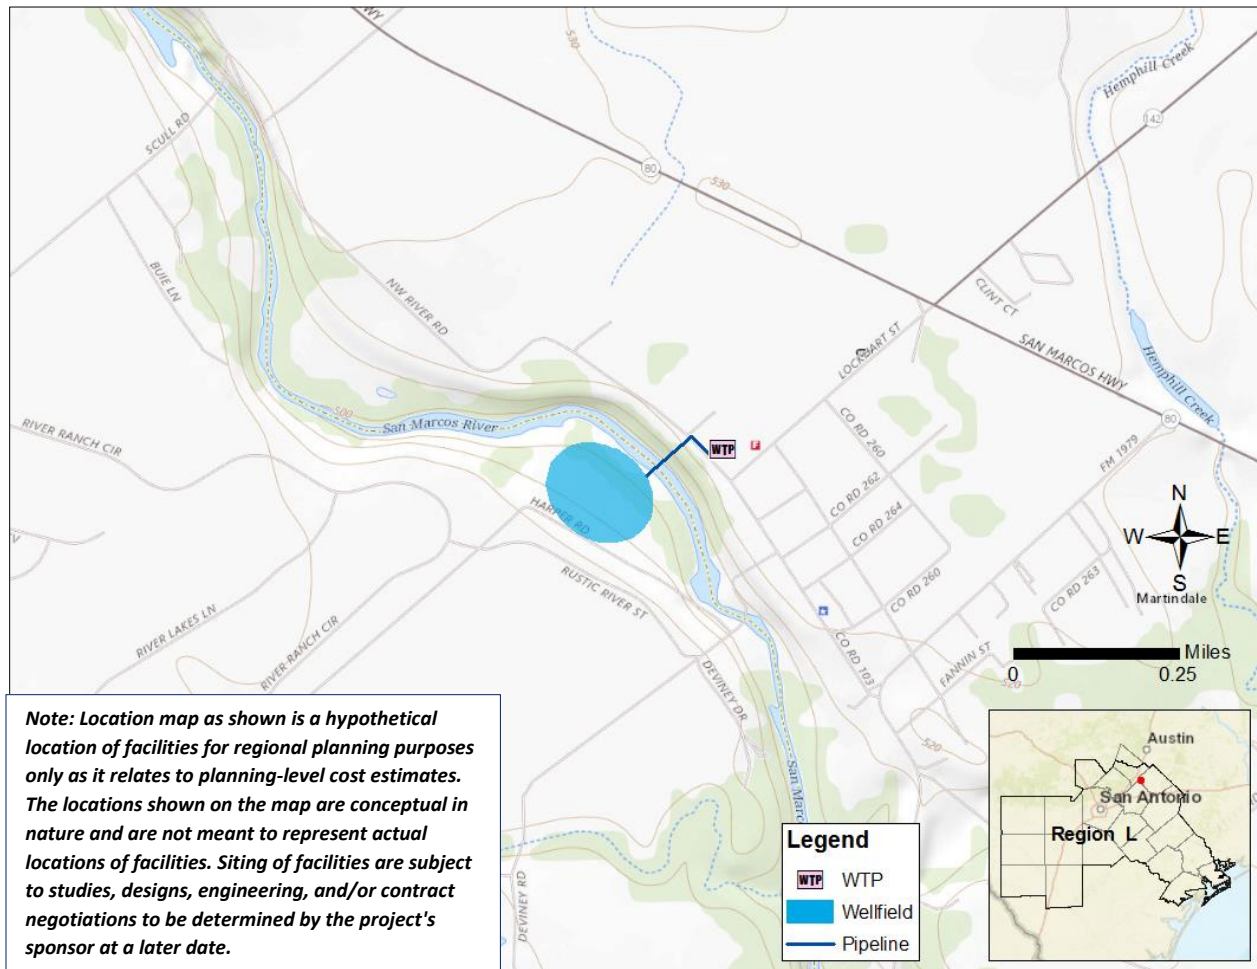 HWY
530
Hemphill Creek
142
SCULL RD
80
530
BUIE LN
NW RIVER RD
CLINT CT
LOCKHART ST
SAN MARCOS HWY
Hemphill Creek
500
San Marcos River
RIVER RANCH CIR
80
WTP
F
CO RD 260
FM 1979
CO RD 262
CO RD 264
HARPER RD
N
W E
S
Martindale
RUSTIC RIVER ST
CO RD 260
CO RD 263
RIVER LAKES LN
RIVER RANCH CIR
CO RD 103
FANNIN ST
DEVINEY DR
520
Miles
0 0.25
520
San Marco
DEVINEY RD
Note: Location map as shown is a hypothetical
location of facilities for regional planning purposes
only as it relates to planning-level cost estimates.
The locations shown on the map are conceptual in
nature and are not meant to represent actual
locations of facilities. Siting of facilities are subject
to studies, designs, engineering, and/or contract
negotiations to be determined by the project's
sponsor at a later date.
Legend
WTP WTP
Wellfield
Pipeline
Austin
San Antonio
Region L